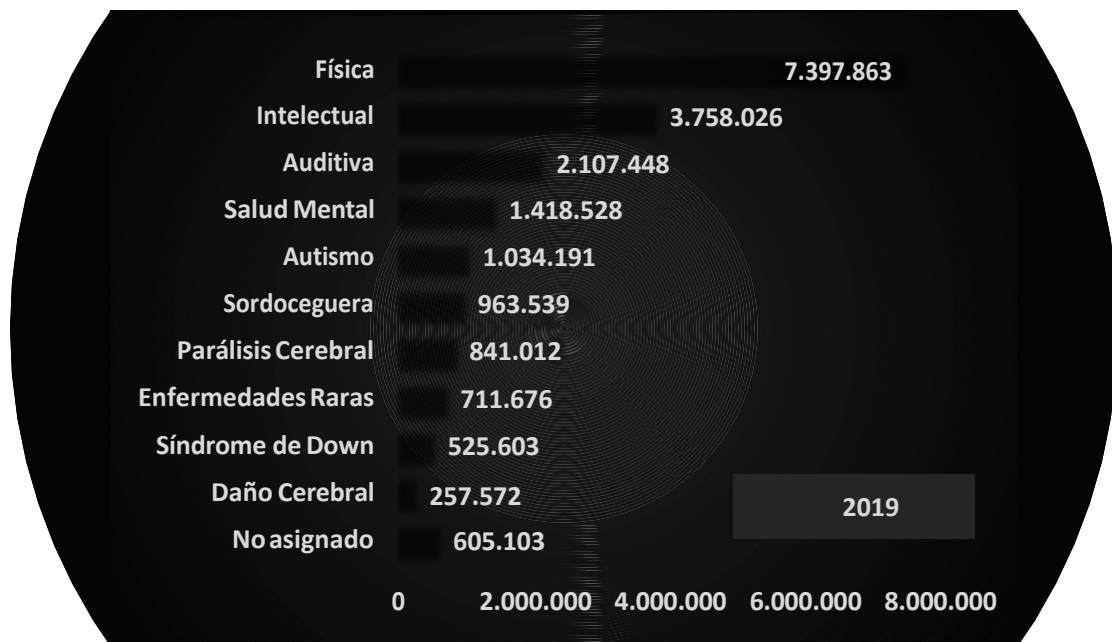 Física 7.397.863
Intelectual 3.758.026
Auditiva 2.107.448
Salud Mental 1.418.528
Autismo 1.034.191
Sordoceguera 963.539
Parálisis Cerebral 841.012
Enfermedades Raras 711.676
Síndrome de Down 525.603
Daño Cerebral 257.572
No asignado 605.103
2019
0 2.000.000 4.000.000 6.000.000 8.000.000